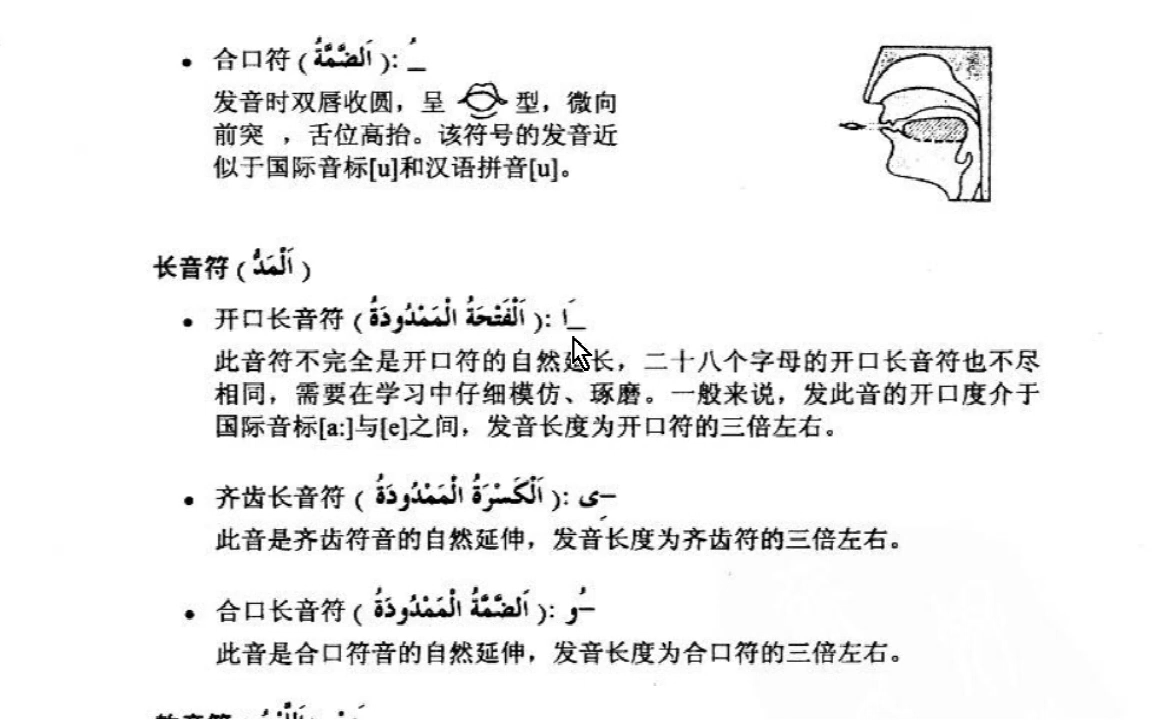 • 合口符 ( اَلضَّمَّةُ ): ـُ
发音时双唇收圆，呈 型，微向
前突 ，舌位高抬。该符号的发音近
似于国际音标[u]和汉语拼音[u]。
长音符 ( اَلْمَدُّ )
• 开口长音符 ( اَلْفَتْحَةُ الْمَمْدُودَةُ ): ـَا
此音符不完全是开口符的自然延长，二十八个字母的开口长音符也不尽
相同，需要在学习中仔细模仿、琢磨。一般来说，发此音的开口度介于
国际音标[a:]与[e]之间，发音长度为开口符的三倍左右。
• 齐齿长音符 ( اَلْكَسْرَةُ الْمَمْدُودَةُ ): ـِى
此音是齐齿符音的自然延伸，发音长度为齐齿符的三倍左右。
• 合口长音符 ( اَلضَّمَّةُ الْمَمْدُودَةُ ): ـُو
此音是合口符音的自然延伸，发音长度为合口符的三倍左右。